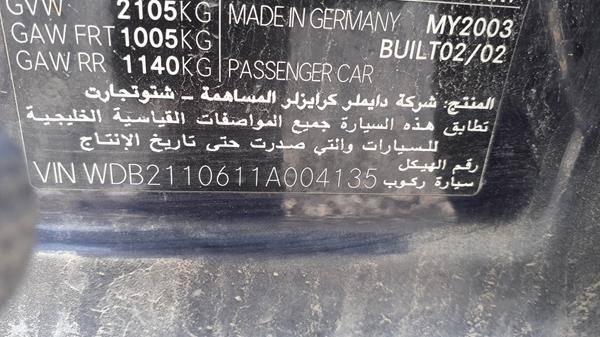 GVW 2105KG MADE IN GERMANY MY2003
GAW FRT 1005KG BUILT02/02
GAW RR 1140KG PASSENGER CAR
المنتج: شركة دايملر كرايزلر المساهمة - شتوتجارت
تطابق هذه السيارة جميع المواصفات القياسية الخليجية
للسيارات والتي صدرت حتى تاريخ الانتاج
رقم الهيكل
VIN WDB2110611A004135 سيارة ركوب